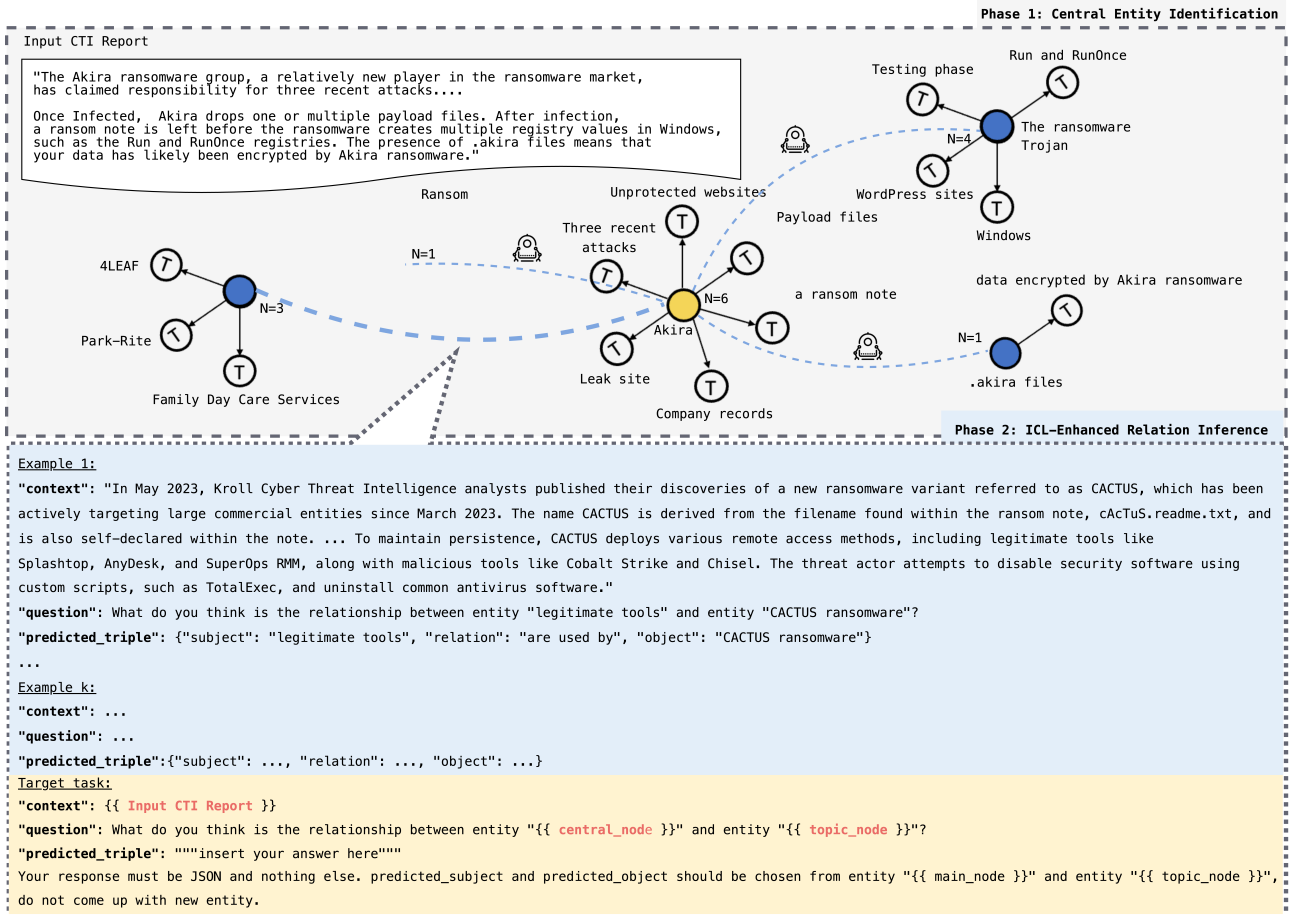 Phase 1: Central Entity Identification
Input CTI Report
"The Akira ransomware group, a relatively new player in the ransomware market,
has claimed responsibility for three recent attacks....
Once Infected, Akira drops one or multiple payload files. After infection,
a ransom note is left before the ransomware creates multiple registry values in Windows,
such as the Run and RunOnce registries. The presence of .akira files means that
your data has likely been encrypted by Akira ransomware."
Run and RunOnce
Testing phase
T
T
The ransomware
Trojan
N=4
T
WordPress sites
T
Windows
Ransom
Unprotected websites
T
Payload files
Three recent
attacks
T
T
N=1
4LEAF
T
N=3
Park-Rite
T
T
Family Day Care Services
N=6
Akira
a ransom note
T
T
Leak site
T
Company records
data encrypted by Akira ransomware
T
N=1
.akira files
Phase 2: ICL-Enhanced Relation Inference
Example 1:
"context": "In May 2023, Kroll Cyber Threat Intelligence analysts published their discoveries of a new ransomware variant referred to as CACTUS, which has been
actively targeting large commercial entities since March 2023. The name CACTUS is derived from the filename found within the ransom note, cAcTuS.readme.txt, and
is also self-declared within the note. ... To maintain persistence, CACTUS deploys various remote access methods, including legitimate tools like
Splashtop, AnyDesk, and SuperOps RMM, along with malicious tools like Cobalt Strike and Chisel. The threat actor attempts to disable security software using
custom scripts, such as TotalExec, and uninstall common antivirus software."
"question": What do you think is the relationship between entity "legitimate tools" and entity "CACTUS ransomware"?
"predicted_triple": {"subject": "legitimate tools", "relation": "are used by", "object": "CACTUS ransomware"}
...
Example k:
"context": ...
"question": ...
"predicted_triple":{"subject": ..., "relation": ..., "object": ...}
Target task:
"context": {{ Input CTI Report }}
"question": What do you think is the relationship between entity "{{ central_node }}" and entity "{{ topic_node }}"?
"predicted_triple": """insert your answer here"""
Your response must be JSON and nothing else. predicted_subject and predicted_object should be chosen from entity "{{ main_node }}" and entity "{{ topic_node }}",
do not come up with new entity.